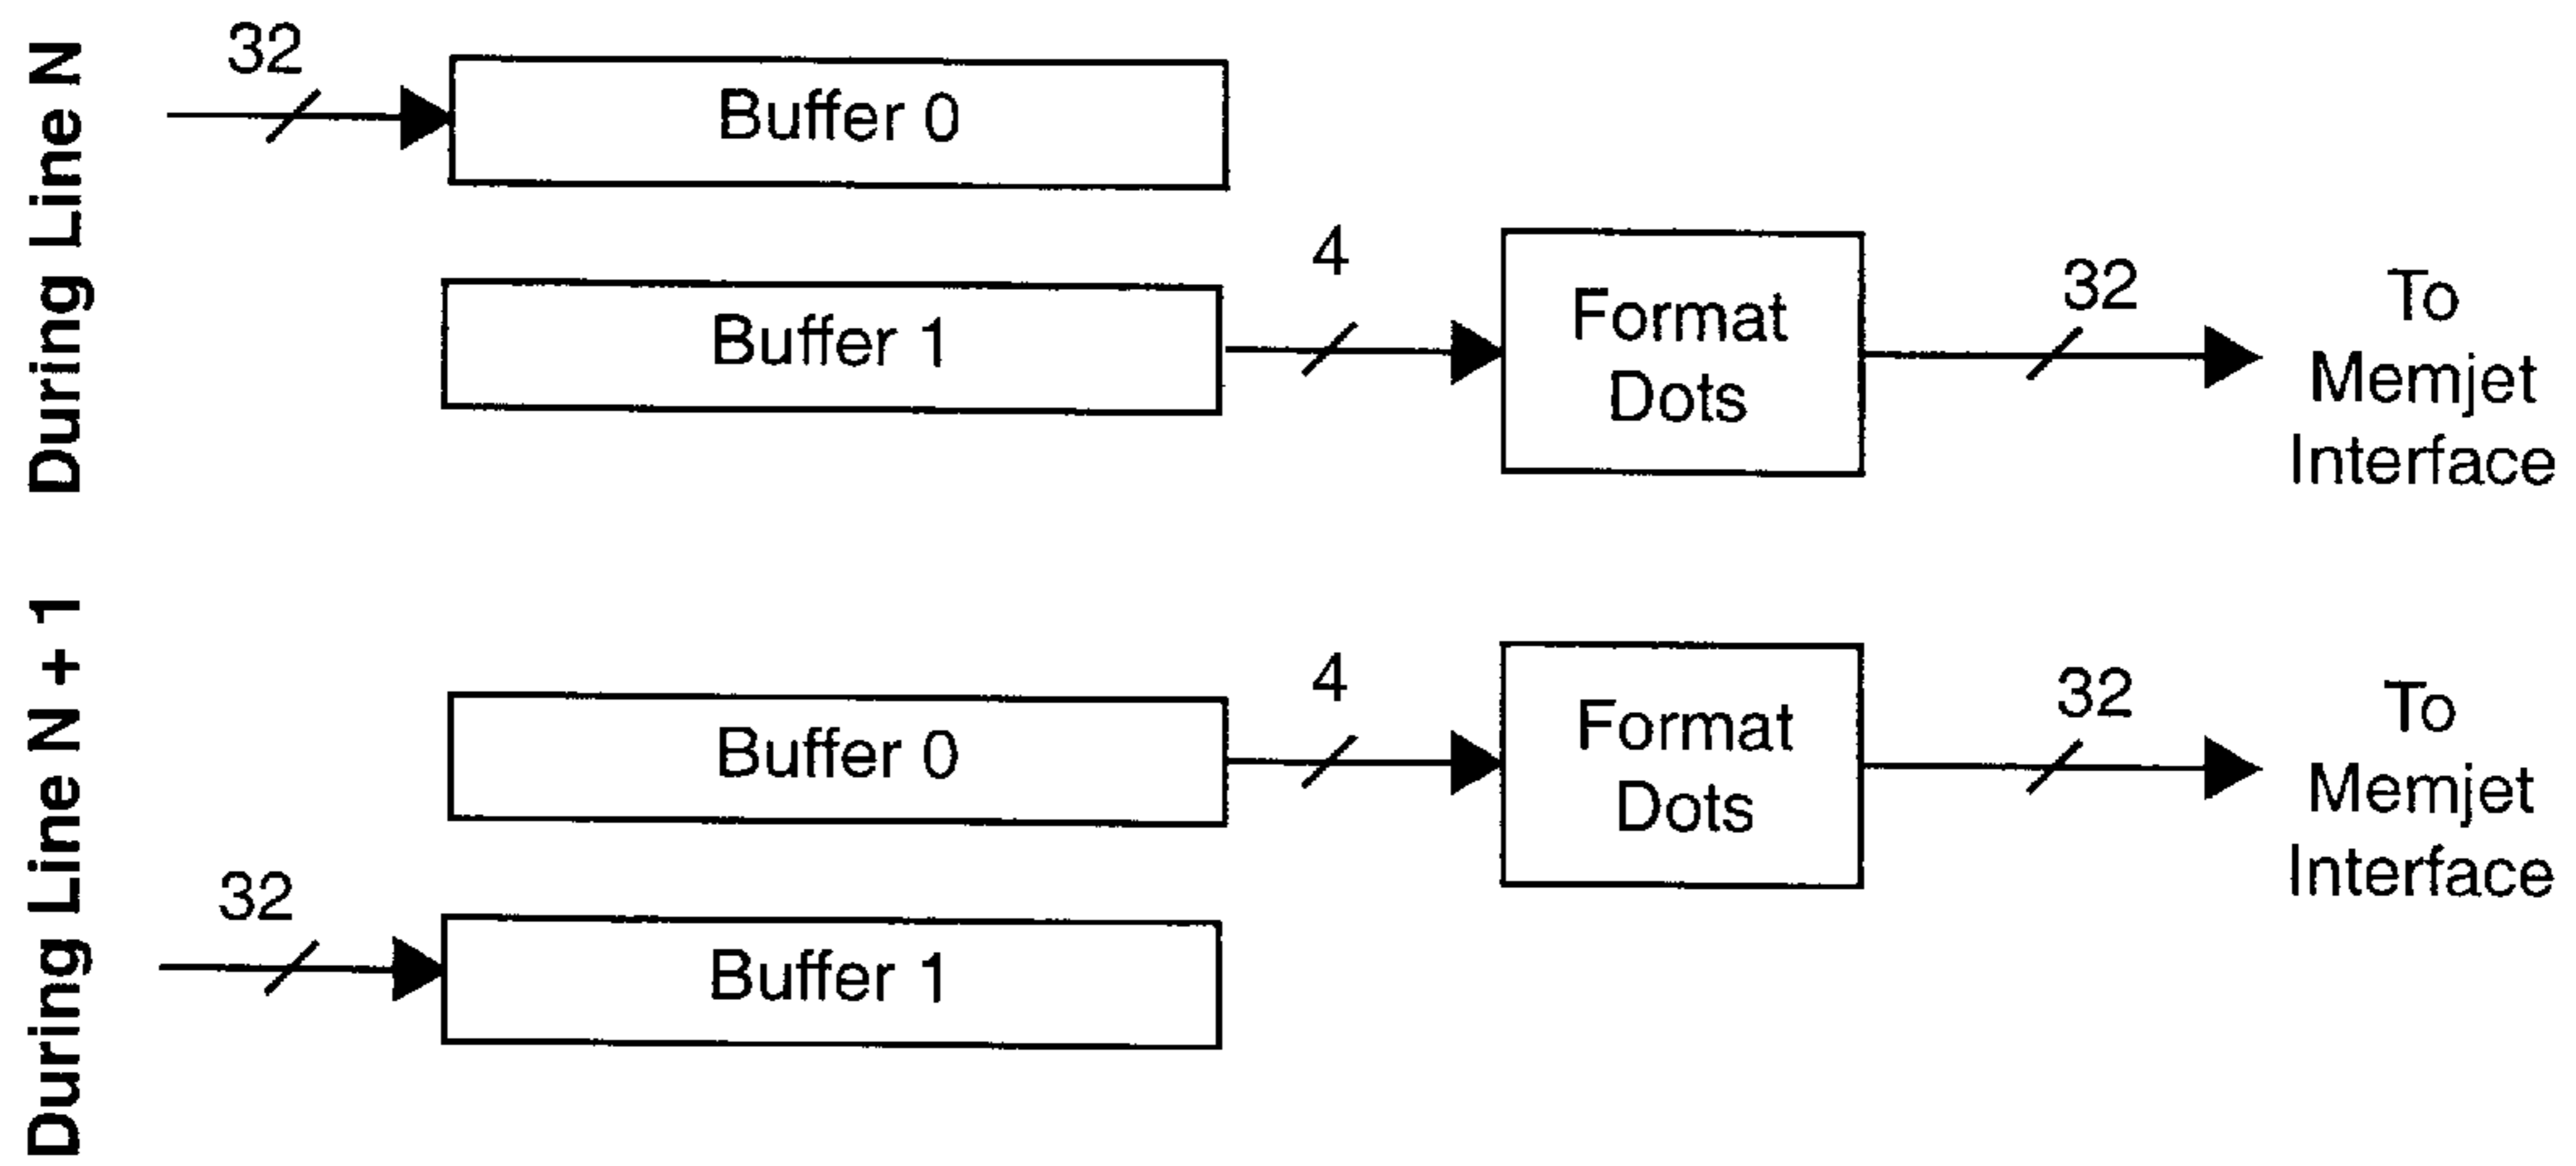 During Line N
32
Buffer 0
Buffer 1
4
Format
Dots
32
To
Memjet
Interface
During Line N + 1
Buffer 0
4
Format
Dots
32
To
Memjet
Interface
32
Buffer 1